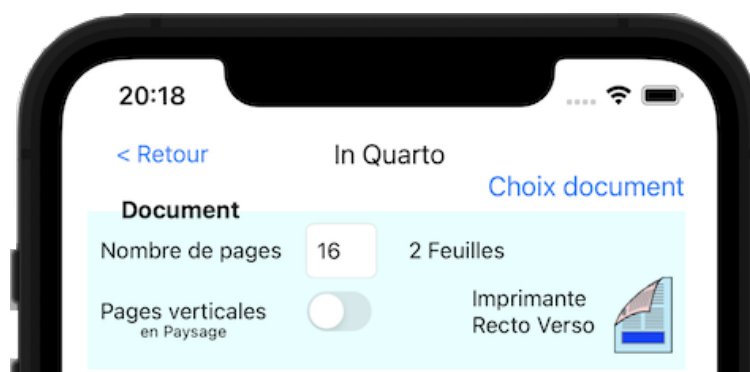 20:18
< Retour
In Quarto
Choix document
Document
Nombre de pages
16
2 Feuilles
Pages verticales
en Paysage
Imprimante
Recto Verso